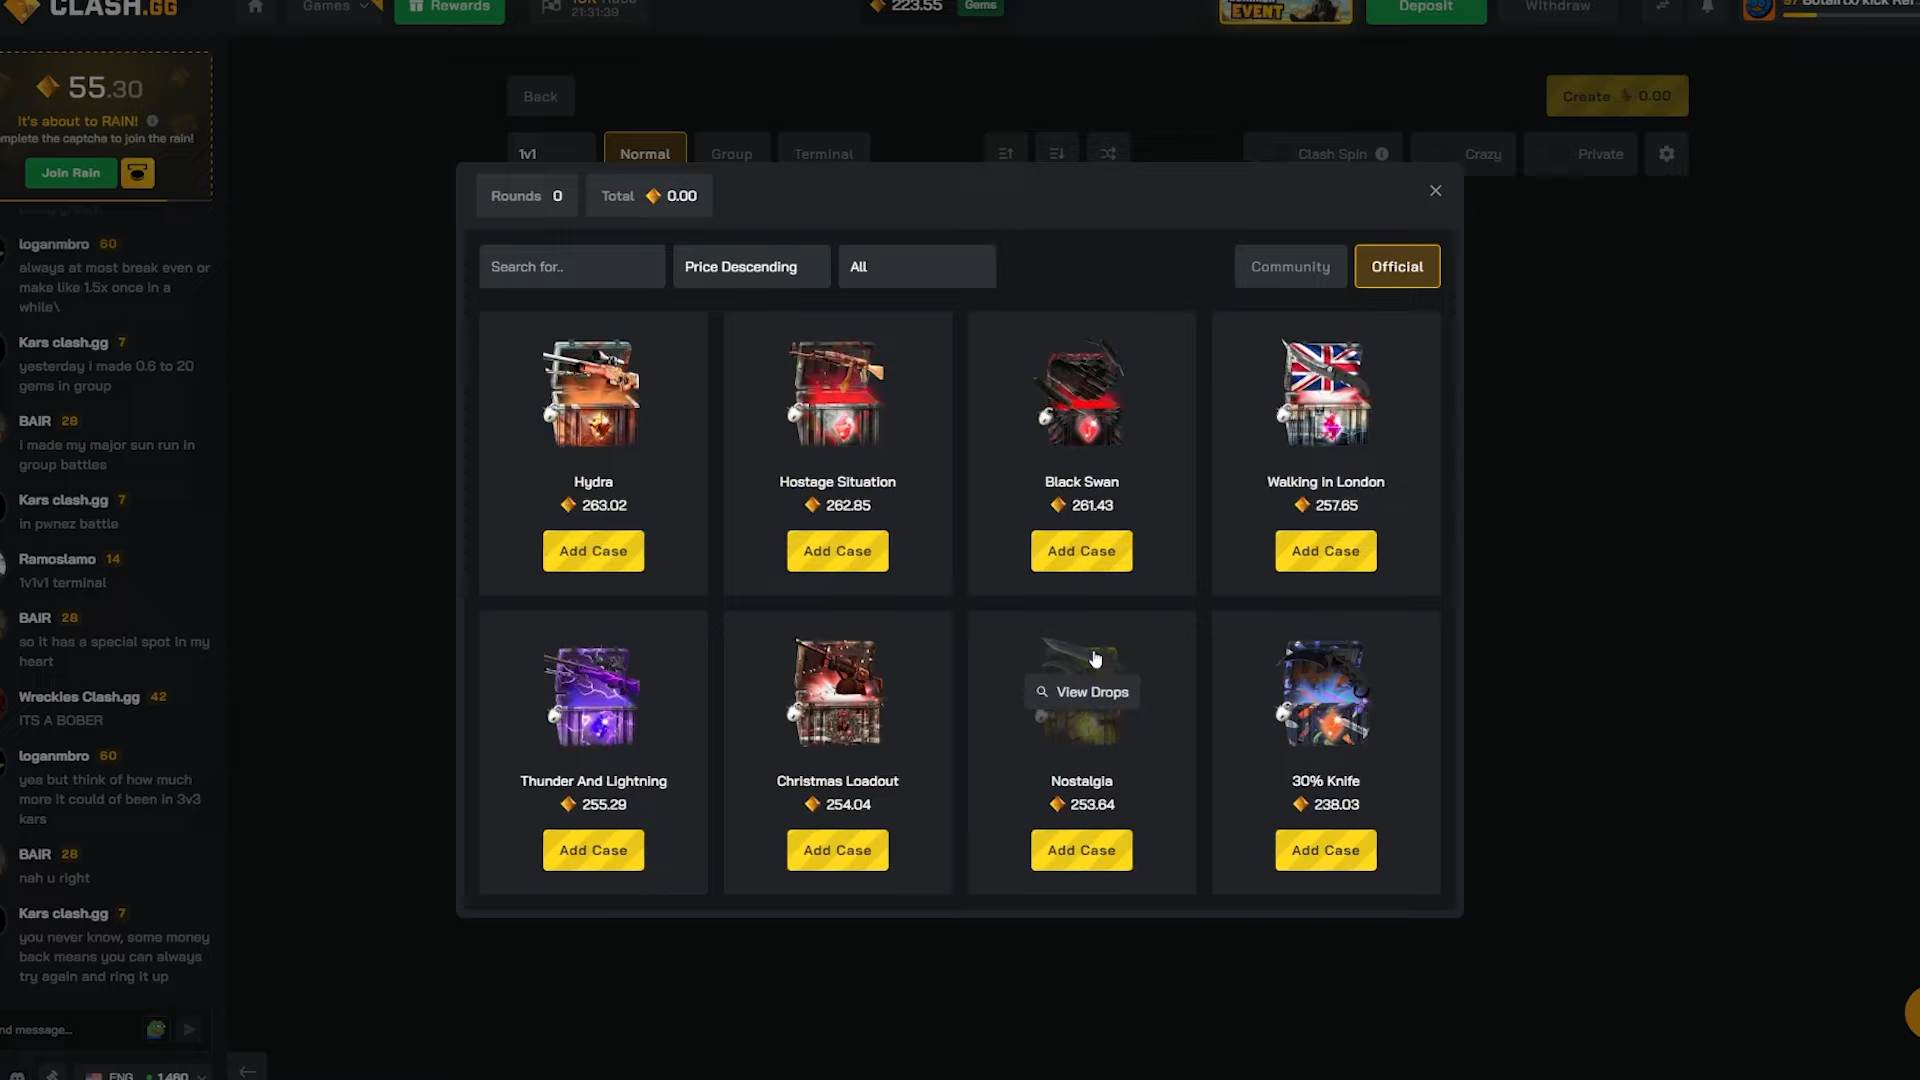 CLASH.GG
Games
Rewards
21:31:39
223.55
Gems
EVENT
Deposit
Withdraw
55.30
It's about to RAIN!
mplete the captcha to join the rain!
Join Rain
loganmbro 60
always at most break even or
make like 1.5x once in a
while\
Kars clash.gg 7
yesterday i made 0.6 to 20
gems in group
BAIR 28
i made my major sun run in
group battles
Kars clash.gg 7
in pwnez battle
Ramoslamo 14
1v1v1 terminal
BAIR 28
so it has a special spot in my
heart
Wreckies Clash.gg 42
ITS A BOBER
loganmbro 60
yea but think of how much
more it could of been in 3v3
kars
BAIR 28
nah u right
Kars clash.gg 7
you never know, some money
back means you can always
try again and ring it up
nd message...
ENG 1,460
Back
Create 0.00
1v1
Normal
Group
Terminal
Clash Spin
Crazy
Private
Rounds 0
Total 0.00
Search for..
Price Descending
All
Community
Official
Hydra
263.02
Add Case
Hostage Situation
262.85
Add Case
Black Swan
261.43
Add Case
Walking in London
257.65
Add Case
Thunder And Lightning
255.29
Add Case
Christmas Loadout
254.04
Add Case
View Drops
Nostalgia
253.64
Add Case
30% Knife
238.03
Add Case